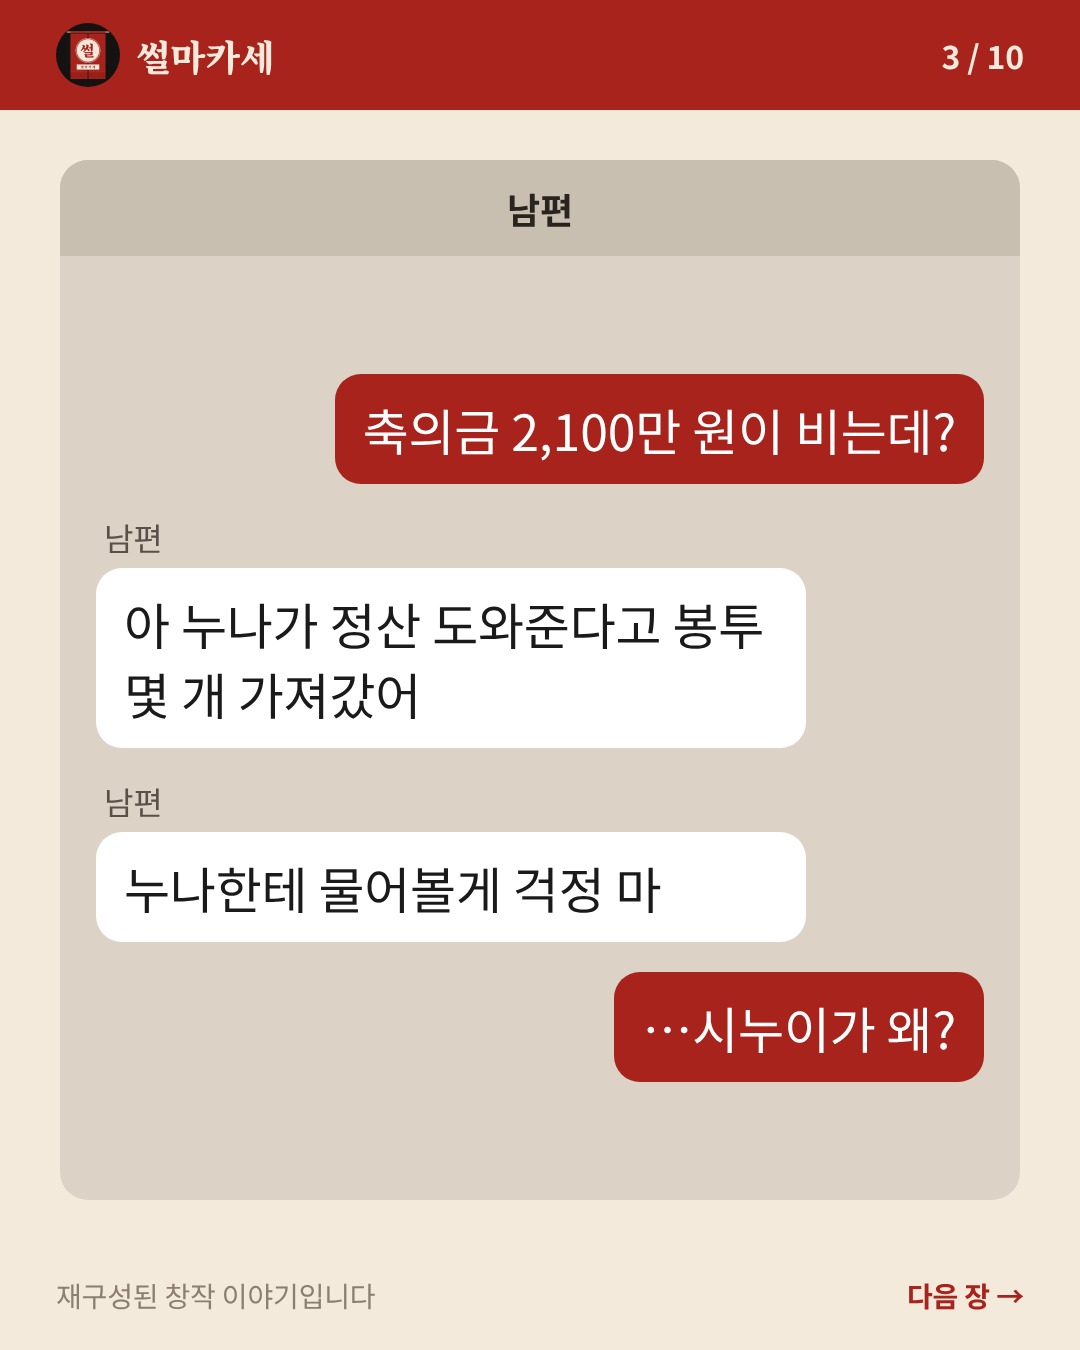 썰
썰마카세
3 / 10
남편
축의금 2,100만 원이 비는데?
남편
아 누나가 정산 도와준다고 봉투
몇 개 가져갔어
남편
누나한테 물어볼게 걱정 마
…시누이가 왜?
재구성된 창작 이야기입니다
다음 장 →